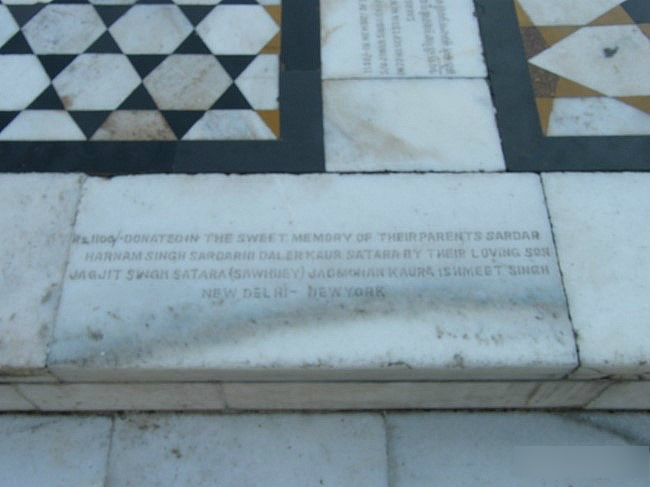 Rs 1100/- DONATED IN THE SWEET MEMORY OF THEIR PARENTS SARDAR
HARNAM SINGH SARDARNI DALER KAUR SATARA BY THEIR LOVING SON
JAGJIT SINGH SATARA (SAWHNEY) JAGMOHAN KAUR & ISHMEET SINGH
NEW DELHI - NEW YORK